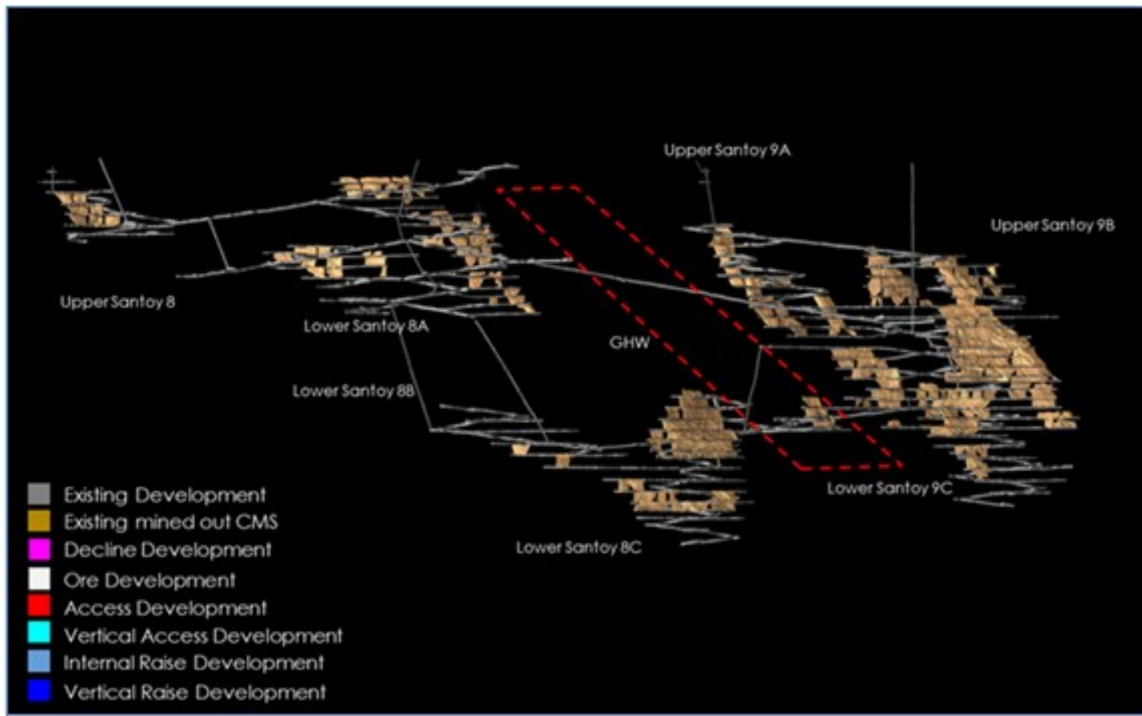 Upper Santoy 9A
Upper Santoy 9B
Upper Santoy 8
Lower Santoy 8A
GHW
Lower Santoy 8B
Lower Santoy 9C
Lower Santoy 8C
Existing Development
Existing mined out CMS
Decline Development
Ore Development
Access Development
Vertical Access Development
Internal Raise Development
Vertical Raise Development